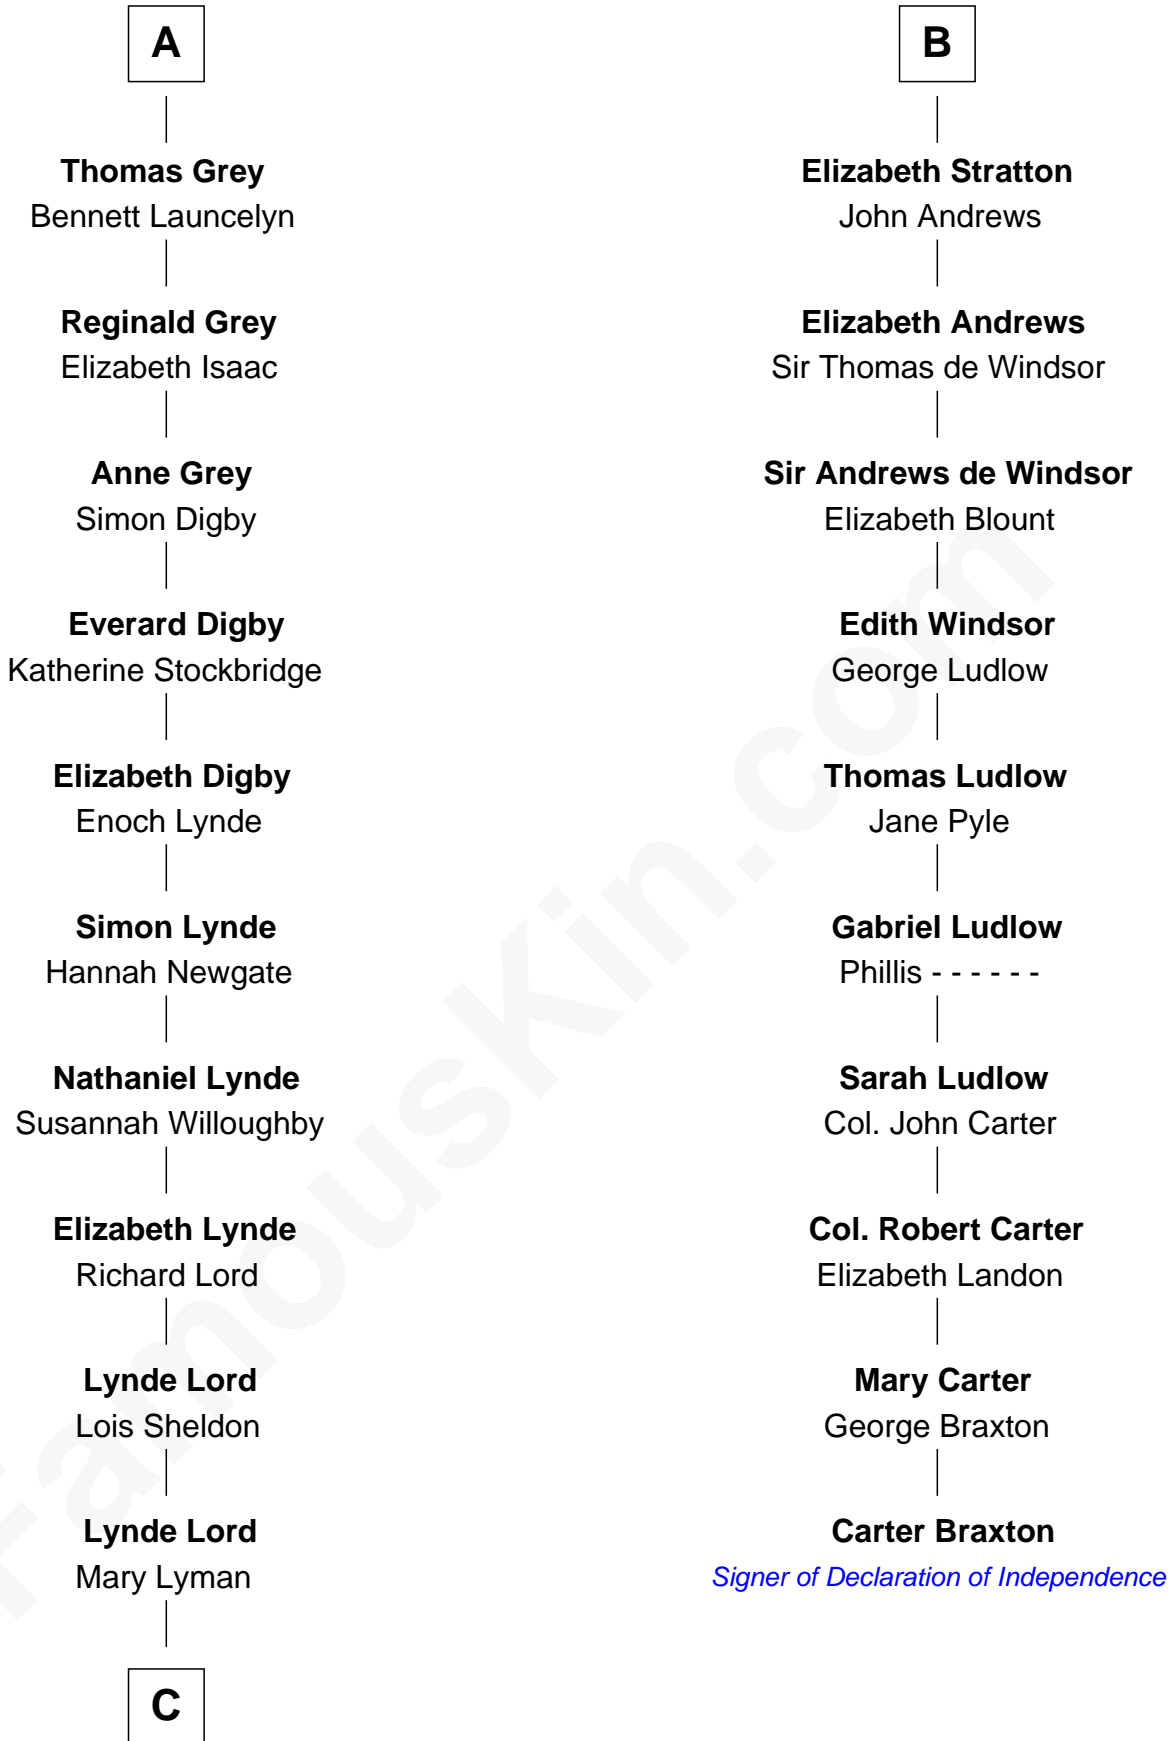 A
Thomas Grey
Bennett Launcelyn
Reginald Grey
Elizabeth Isaac
Anne Grey
Simon Digby
Everard Digby
Katherine Stockbridge
Elizabeth Digby
Enoch Lynde
Simon Lynde
Hannah Newgate
Nathaniel Lynde
Susannah Willoughby
Elizabeth Lynde
Richard Lord
Lynde Lord
Lois Sheldon
Lynde Lord
Mary Lyman
C
B
Elizabeth Stratton
John Andrews
Elizabeth Andrews
Sir Thomas de Windsor
Sir Andrews de Windsor
Elizabeth Blount
Edith Windsor
George Ludlow
Thomas Ludlow
Jane Pyle
Gabriel Ludlow
Phillis - - - - - -
Sarah Ludlow
Col. John Carter
Col. Robert Carter
Elizabeth Landon
Mary Carter
George Braxton
Carter Braxton
Signer of Declaration of Independence
FamousKin.com